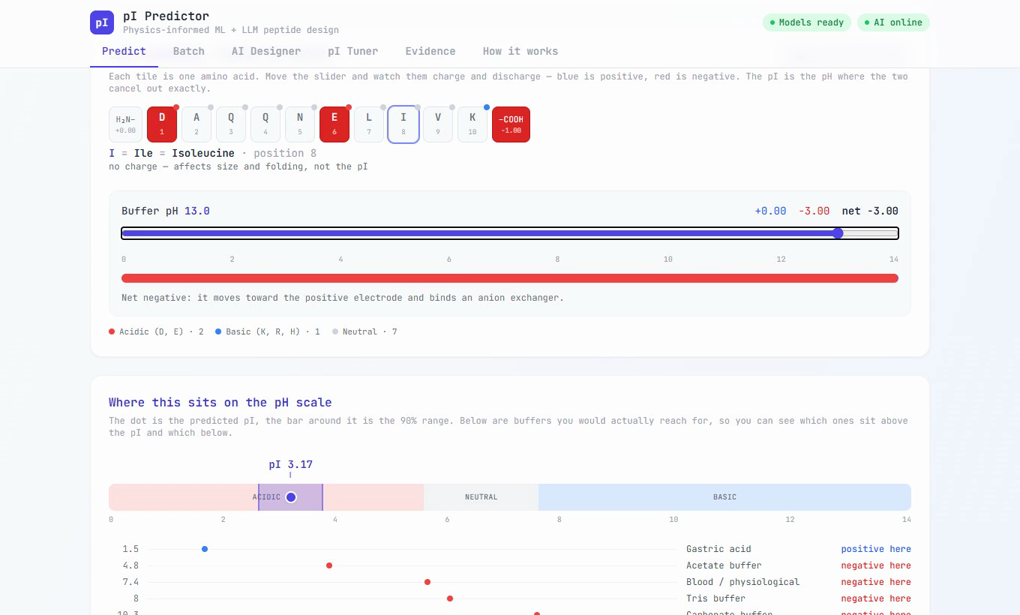 pI
pI Predictor
Physics-informed ML + LLM peptide design
Models ready
AI online
Predict
Batch
AI Designer
pI Tuner
Evidence
How it works
Each tile is one amino acid. Move the slider and watch them charge and discharge — blue is positive, red is negative. The pI is the pH where the two
cancel out exactly.
H₂N– D A Q Q N E L I V K –COOH
+0.00 1 2 3 4 5 6 7 8 9 10 -1.00
I = Ile = Isoleucine · position 8
no charge — affects size and folding, not the pI
Buffer pH 13.0
+0.00 -3.00 net -3.00
0 2 4 6 8 10 12 14
Net negative: it moves toward the positive electrode and binds an anion exchanger.
Acidic (D, E) · 2 Basic (K, R, H) · 1 Neutral · 7
Where this sits on the pH scale
The dot is the predicted pI, the bar around it is the 90% range. Below are buffers you would actually reach for, so you can see which ones sit above
the pI and which below.
pI 3.17
ACIDIC NEUTRAL BASIC
0 2 4 6 8 10 12 14
1.5 Gastric acid positive here
4.8 Acetate buffer negative here
7.4 Blood / physiological negative here
8 Tris buffer negative here
10.3 Carbonate buffer negative here